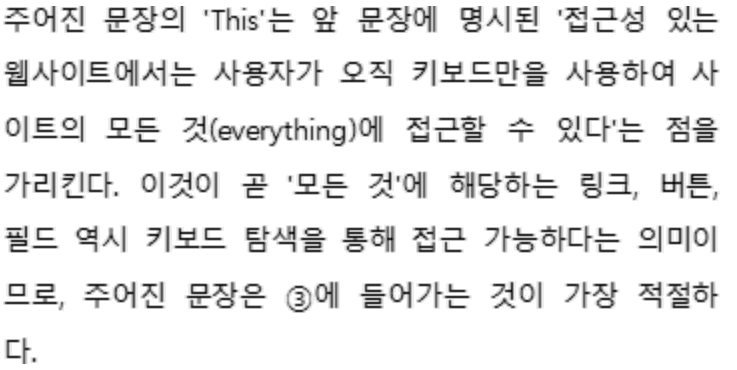 주어진 문장의 'This'는 앞 문장에 명시된 '접근성 있는
웹사이트에서는 사용자가 오직 키보드만을 사용하여 사
이트의 모든 것(everything)에 접근할 수 있다'는 점을
가리킨다. 이것이 곧 '모든 것'에 해당하는 링크, 버튼,
필드 역시 키보드 탐색을 통해 접근 가능하다는 의미이
므로, 주어진 문장은 ③에 들어가는 것이 가장 적절하
다.